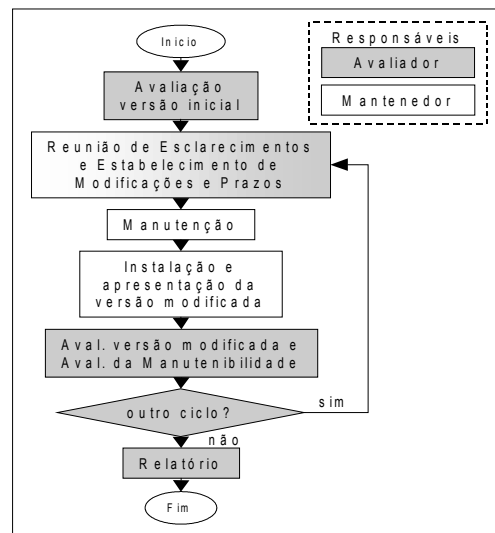 Inicio
Responsáveis
Avaliador
Mantenedor
Avaliação
versão inicial
Reunião de Esclarecimentos
e Estabelecimento de
Modificações e Prazos
Manutenção
Instalação e
apresentação da
versão modificada
Aval. versão modificada e
Aval. da Manutenibilidade
outro ciclo?
sim
não
Relatório
Fim